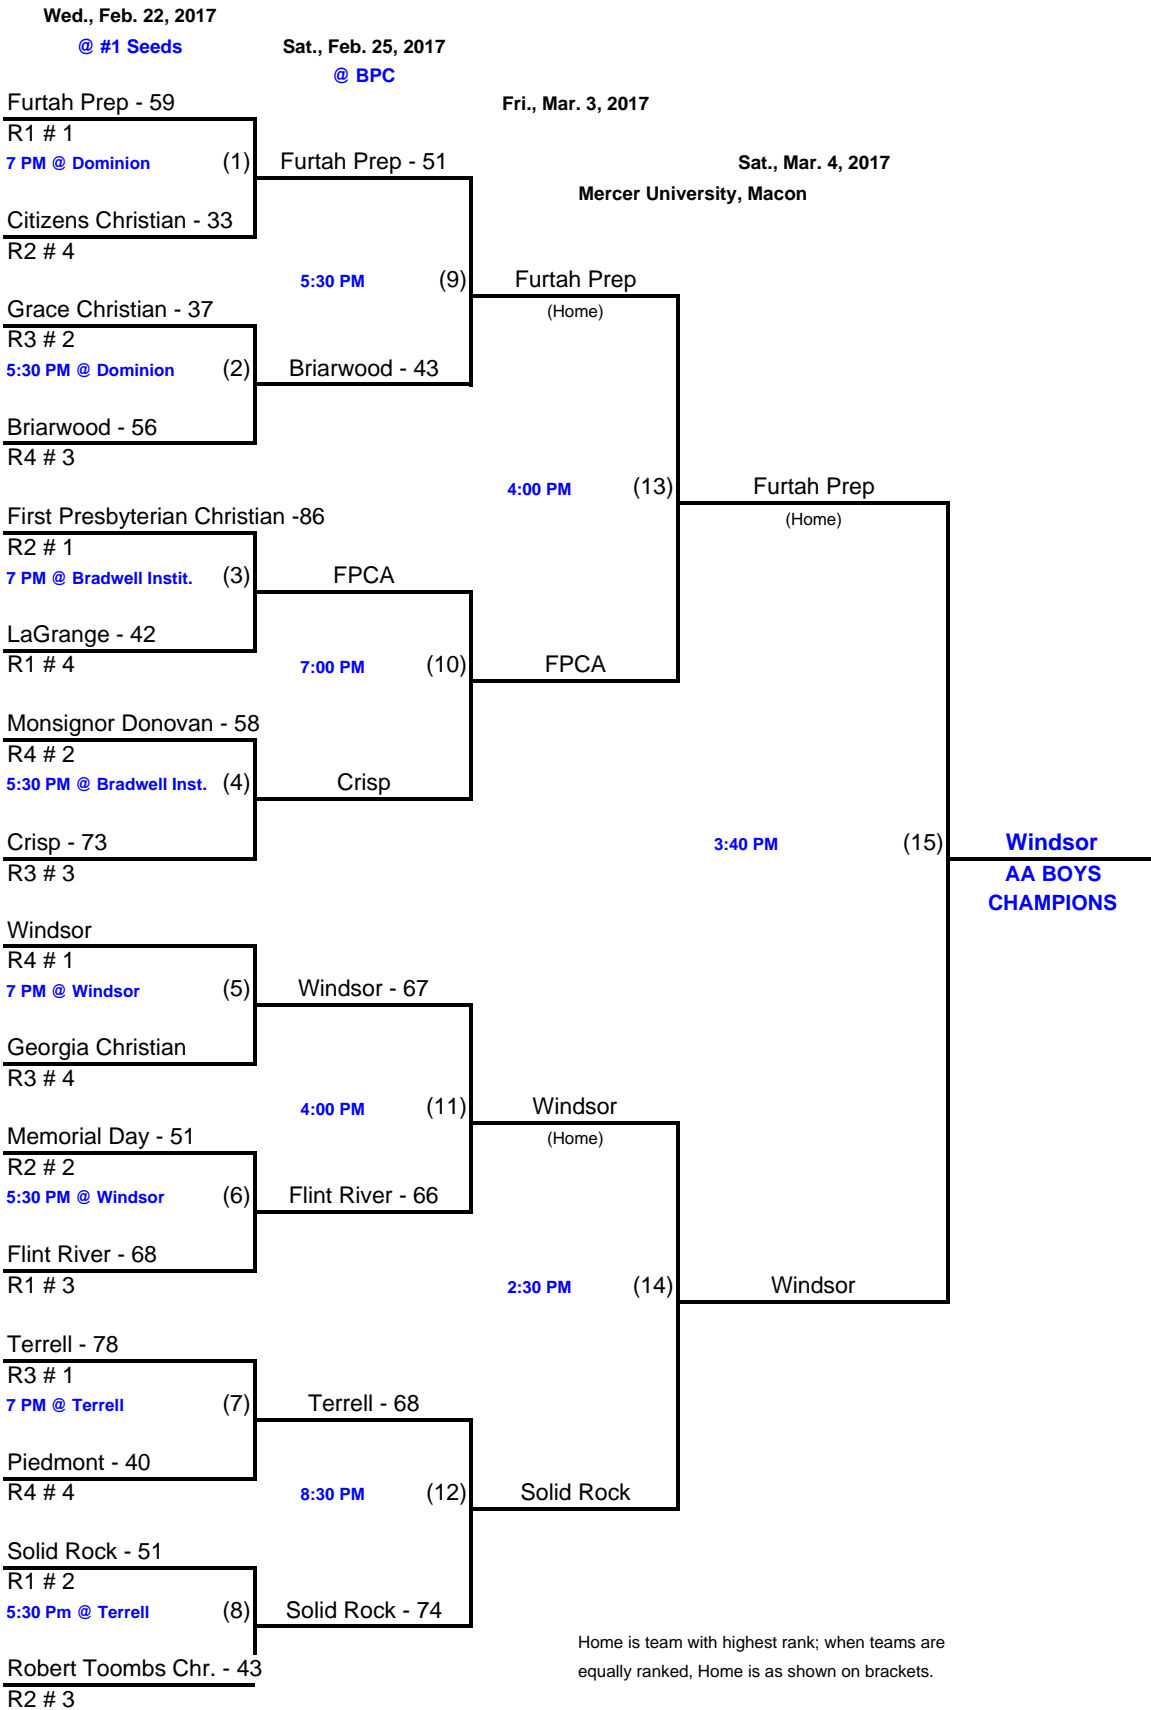 Wed., Feb. 22, 2017
@ #1 Seeds
Sat., Feb. 25, 2017
@ BPC
Fri., Mar. 3, 2017
Sat., Mar. 4, 2017
Mercer University, Macon
Furtah Prep - 59
R1 # 1
7 PM @ Dominion
(1)
Furtah Prep - 51
Citizens Christian - 33
R2 # 4
5:30 PM
(9)
Furtah Prep
(Home)
Grace Christian - 37
R3 # 2
5:30 PM @ Dominion
(2)
Briarwood - 43
Briarwood - 56
R4 # 3
4:00 PM
(13)
Furtah Prep
(Home)
First Presbyterian Christian -86
R2 # 1
7 PM @ Bradwell Instit.
(3)
FPCA
LaGrange - 42
R1 # 4
7:00 PM
(10)
FPCA
Monsignor Donovan - 58
R4 # 2
5:30 PM @ Bradwell Inst.
(4)
Crisp
Crisp - 73
R3 # 3
3:40 PM
(15)
Windsor
AA BOYS
CHAMPIONS
Windsor
R4 # 1
7 PM @ Windsor
(5)
Windsor - 67
Georgia Christian
R3 # 4
4:00 PM
(11)
Windsor
(Home)
Memorial Day - 51
R2 # 2
5:30 PM @ Windsor
(6)
Flint River - 66
Flint River - 68
R1 # 3
2:30 PM
(14)
Windsor
Terrell - 78
R3 # 1
7 PM @ Terrell
(7)
Terrell - 68
Piedmont - 40
R4 # 4
8:30 PM
(12)
Solid Rock
Solid Rock - 51
R1 # 2
5:30 Pm @ Terrell
(8)
Solid Rock - 74
Robert Toombs Chr. - 43
R2 # 3
Home is team with highest rank; when teams are
equally ranked, Home is as shown on brackets.